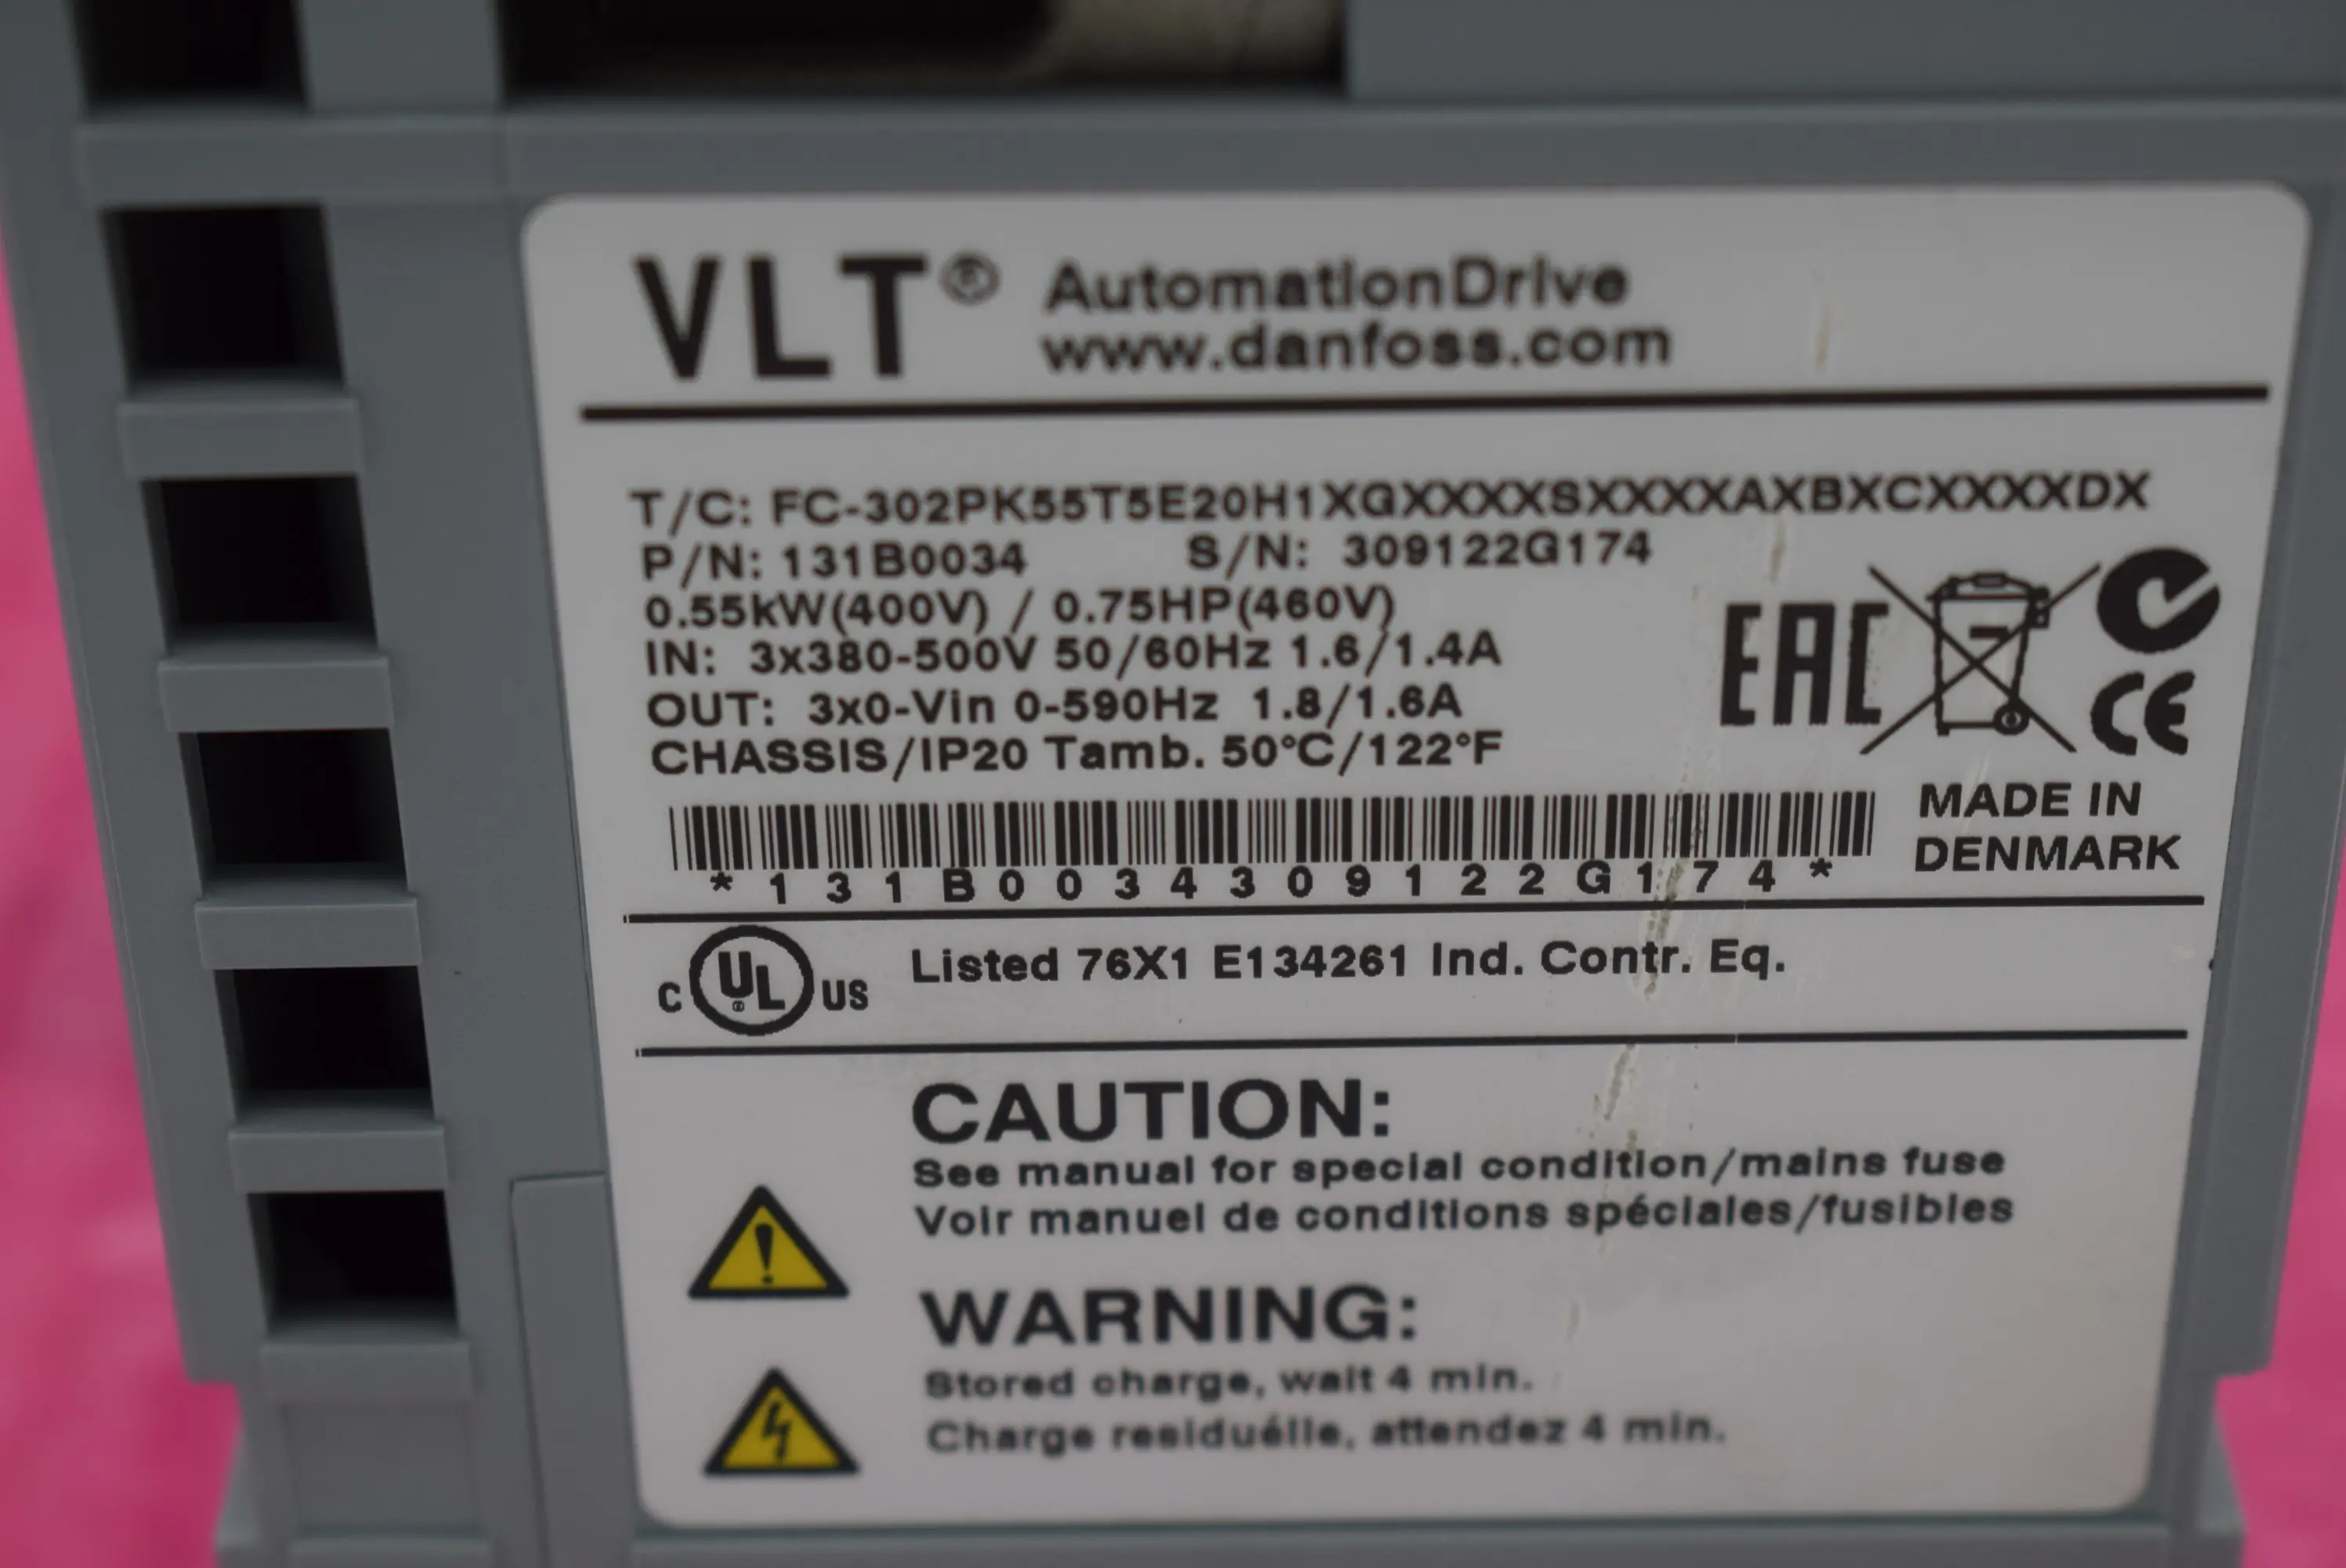 VLT® AutomationDrive
www.danfoss.com
T/C: FC-302PK55T5E20H1XGXXXXSXXXXAXBXCXXXXDX
P/N: 131B0034 S/N: 309122G174
0.55kW(400V) / 0.75HP(460V)
IN: 3x380-500V 50/60Hz 1.6/1.4A
OUT: 3x0-Vin 0-590Hz 1.8/1.6A
CHASSIS/IP20 Tamb. 50°C/122°F
EAC
CE
MADE IN
DENMARK
*131B0034309122G174*
C UL® US Listed 76X1 E134261 Ind. Contr. Eq.
CAUTION:
See manual for special condition/mains fuse
Voir manuel de conditions spéciales/fusibles
WARNING:
Stored charge, wait 4 min.
Charge residuélle, attendez 4 min.